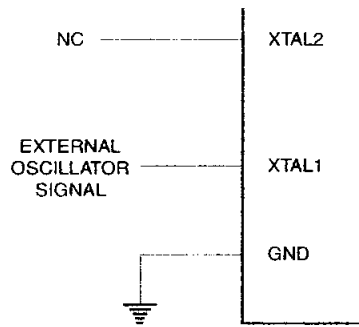 NC
XTAL2
EXTERNAL
OSCILLATOR
SIGNAL
XTAL1
GND